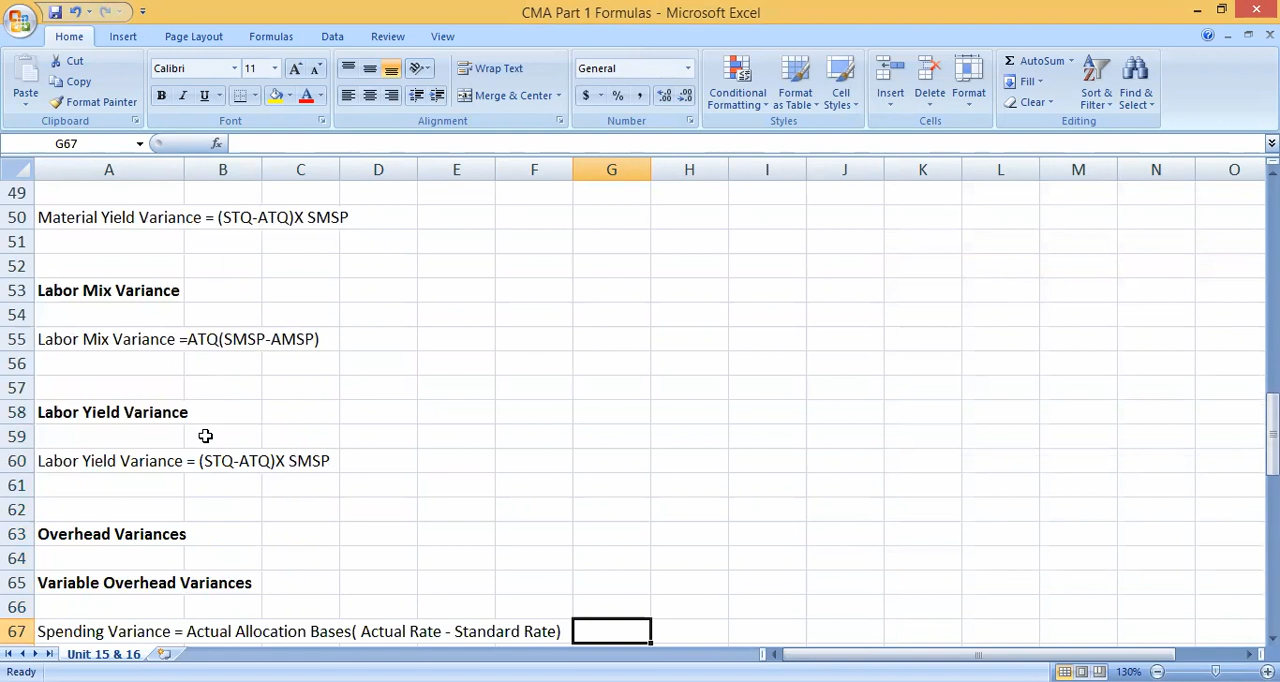 CMA Part 1 Formulas - Microsoft Excel
Home Insert Page Layout Formulas Data Review View
Paste
Cut
Copy
Format Painter
Clipboard
Calibri 11
Font
Wrap Text
Merge & Center
Alignment
General
Number
Conditional Formatting
Format as Table
Cell Styles
Styles
Insert Delete Format
Cells
AutoSum
Fill
Clear
Sort & Filter
Find & Select
Editing
G67 fx
A B C D E F G H I J K L M N O
49
50 Material Yield Variance = (STQ-ATQ)X SMSP
51
52
53 Labor Mix Variance
54
55 Labor Mix Variance =ATQ(SMSP-AMSP)
56
57
58 Labor Yield Variance
59
60 Labor Yield Variance = (STQ-ATQ)X SMSP
61
62
63 Overhead Variances
64
65 Variable Overhead Variances
66
67 Spending Variance = Actual Allocation Bases( Actual Rate - Standard Rate)
Unit 15 & 16
Ready 130%